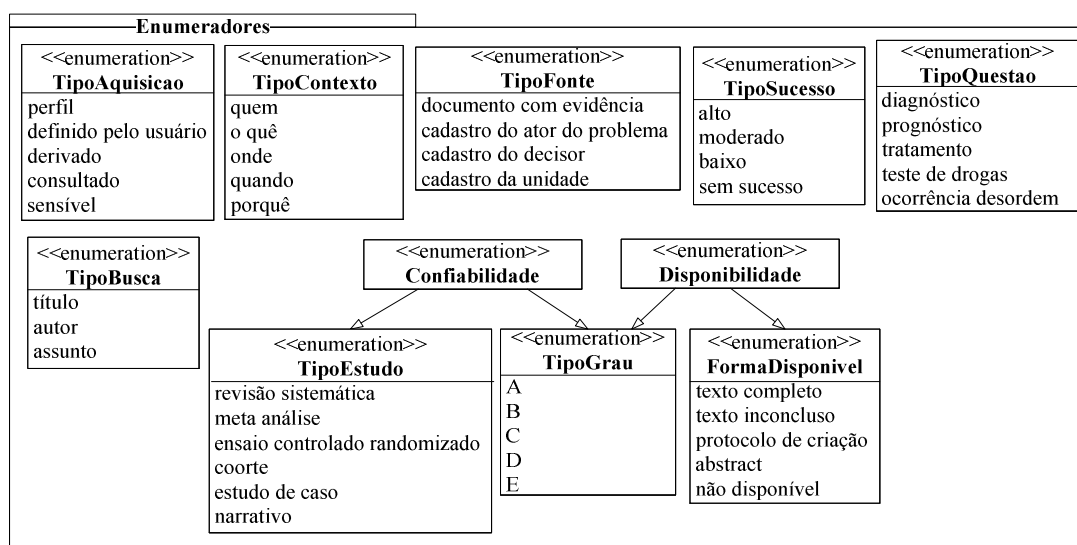 Enumeradores
<<enumeration>>
TipoAquisicao
perfil
definido pelo usuário
derivado
consultado
sensível
<<enumeration>>
TipoContexto
quem
o quê
onde
quando
porquê
<<enumeration>>
TipoFonte
documento com evidência
cadastro do ator do problema
cadastro do decisor
cadastro da unidade
<<enumeration>>
TipoSucesso
alto
moderado
baixo
sem sucesso
<<enumeration>>
TipoQuestao
diagnóstico
prognóstico
tratamento
teste de drogas
ocorrência desordem
<<enumeration>>
TipoBusca
título
autor
assunto
<<enumeration>>
Confiabilidade
<<enumeration>>
Disponibilidade
<<enumeration>>
TipoEstudo
revisão sistemática
meta análise
ensaio controlado randomizado
coorte
estudo de caso
narrativo
<<enumeration>>
TipoGrau
A
B
C
D
E
<<enumeration>>
FormaDisponivel
texto completo
texto inconcluso
protocolo de criação
abstract
não disponível